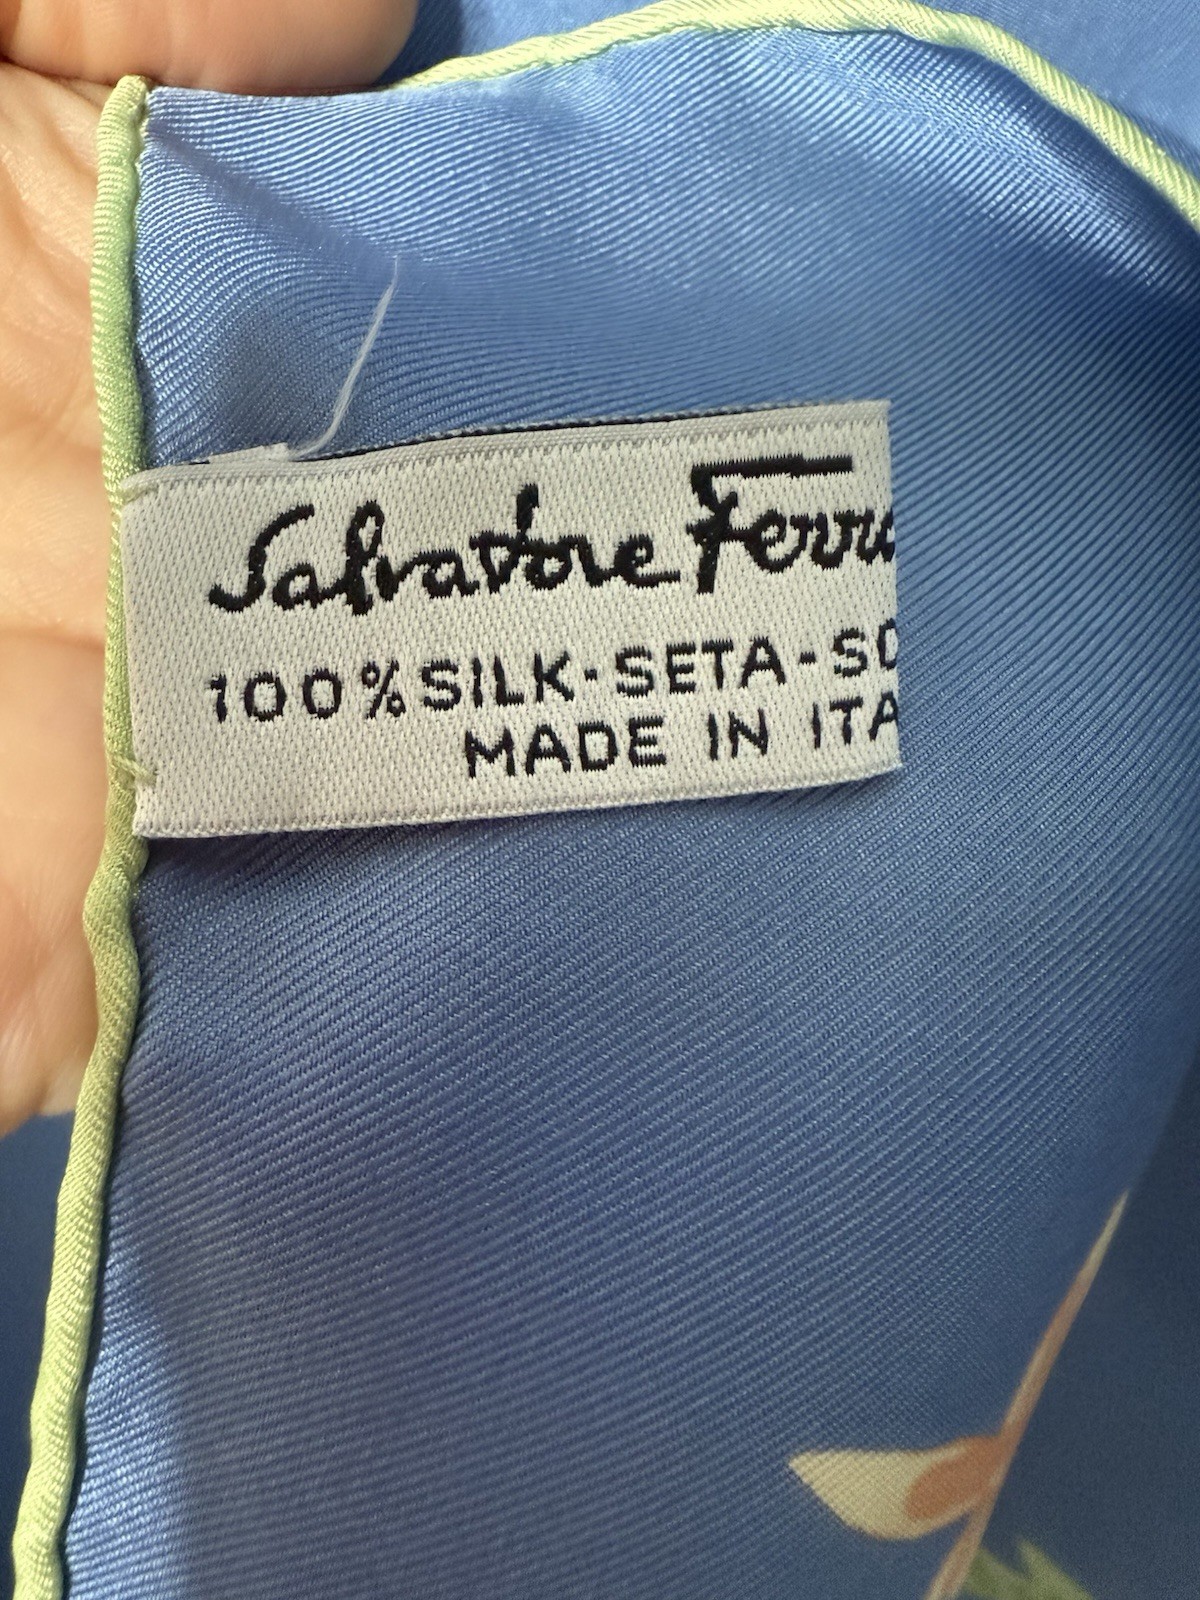 Salvatore Ferra
100% SILK-SETA-SO
MADE IN ITA